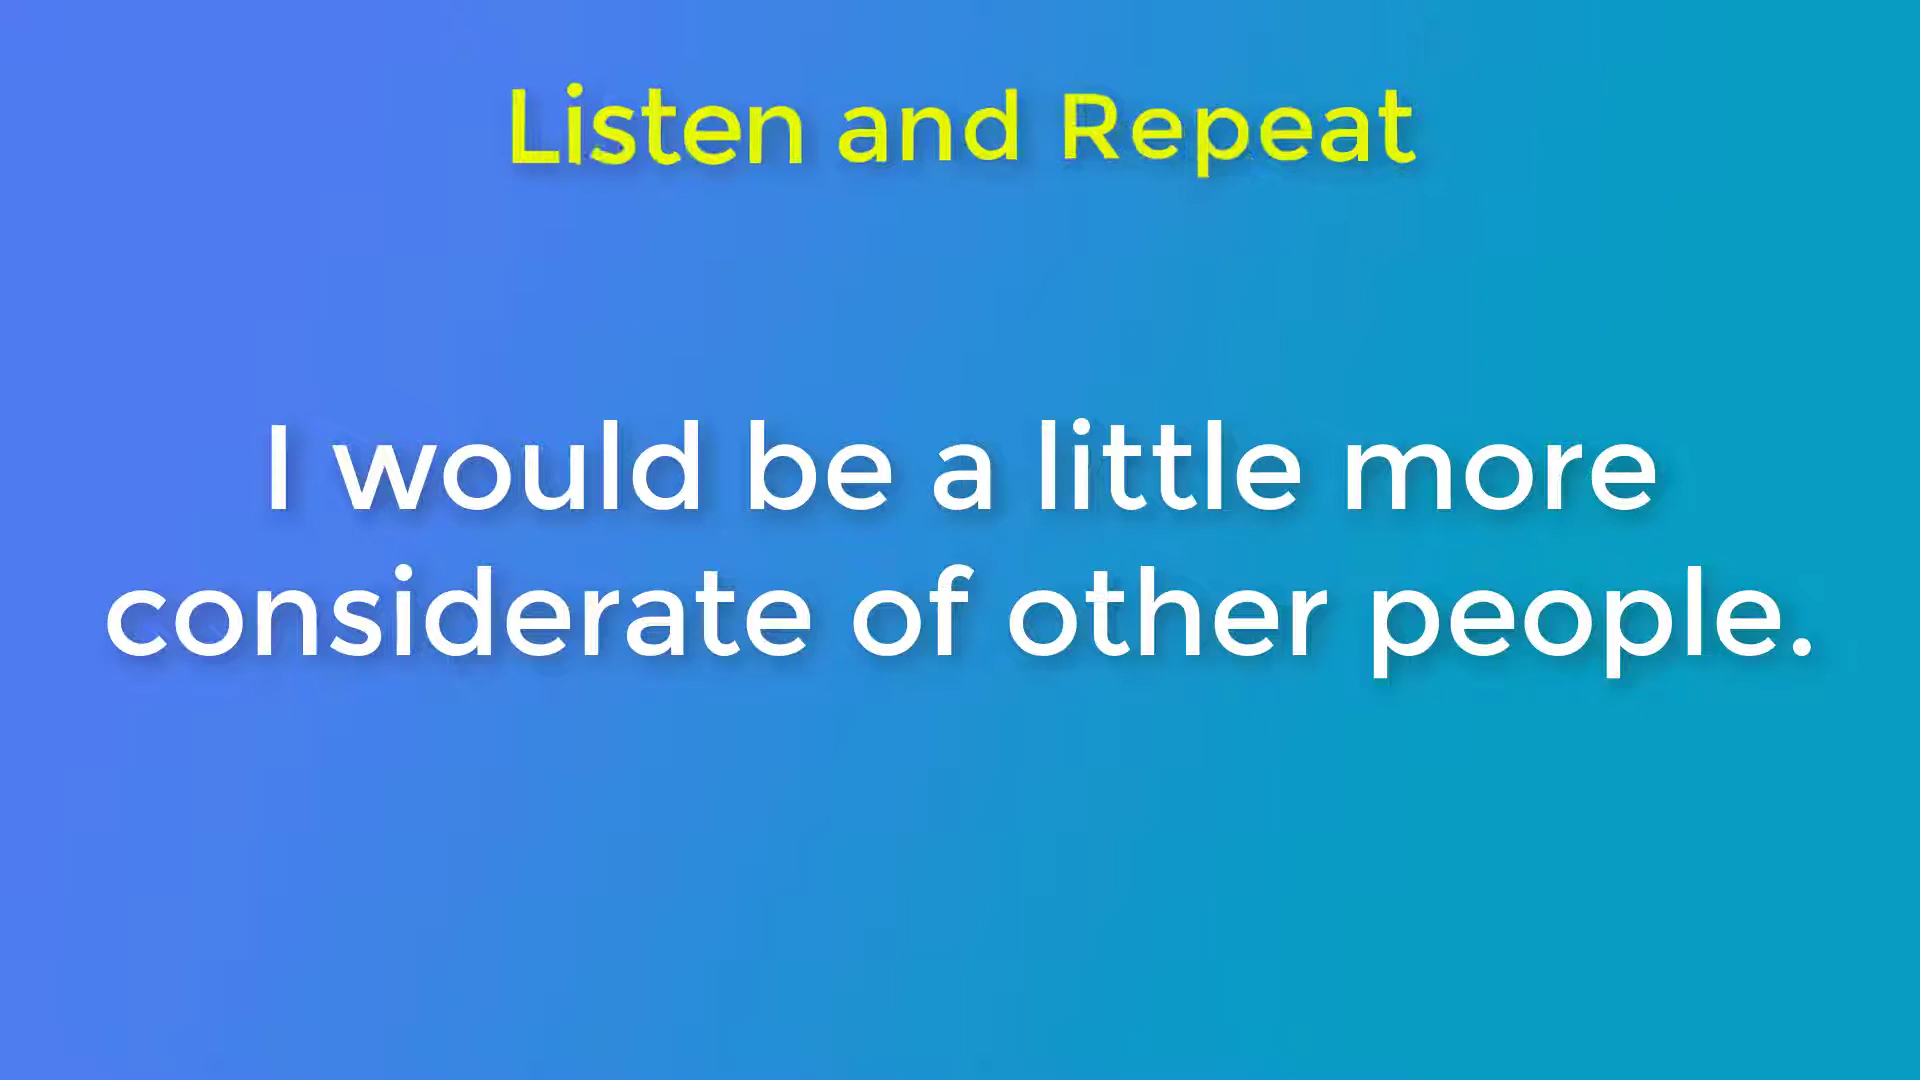 Listen and Repeat
I would be a little more
considerate of other people.